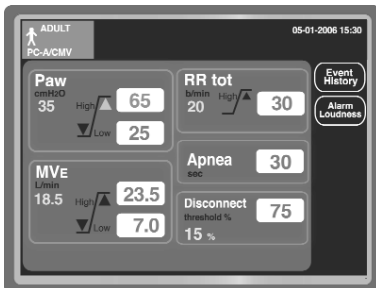 ADULT
05-01-2006 15:30
PC-A/CMV
Paw
cmH2O
35
High 65
Low 25
RR tot
b/min
20
High 30
Event
History
Alarm
Loudness
MVE
L/min
18.5
High 23.5
Low 7.0
Apnea
sec
30
Disconnect
threshold %
75
15 %